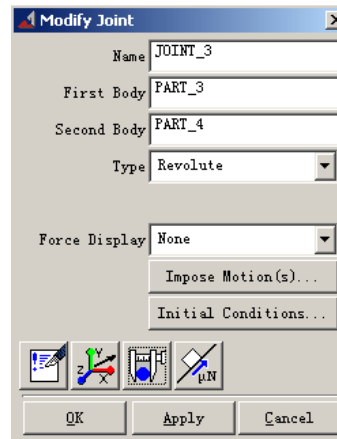 Modify Joint
Name JOINT_3
First Body PART_3
Second Body PART_4
Type Revolute
Force Display None
Impose Motion(s)...
Initial Conditions...
Y
Z X
μN
OK Apply Cancel